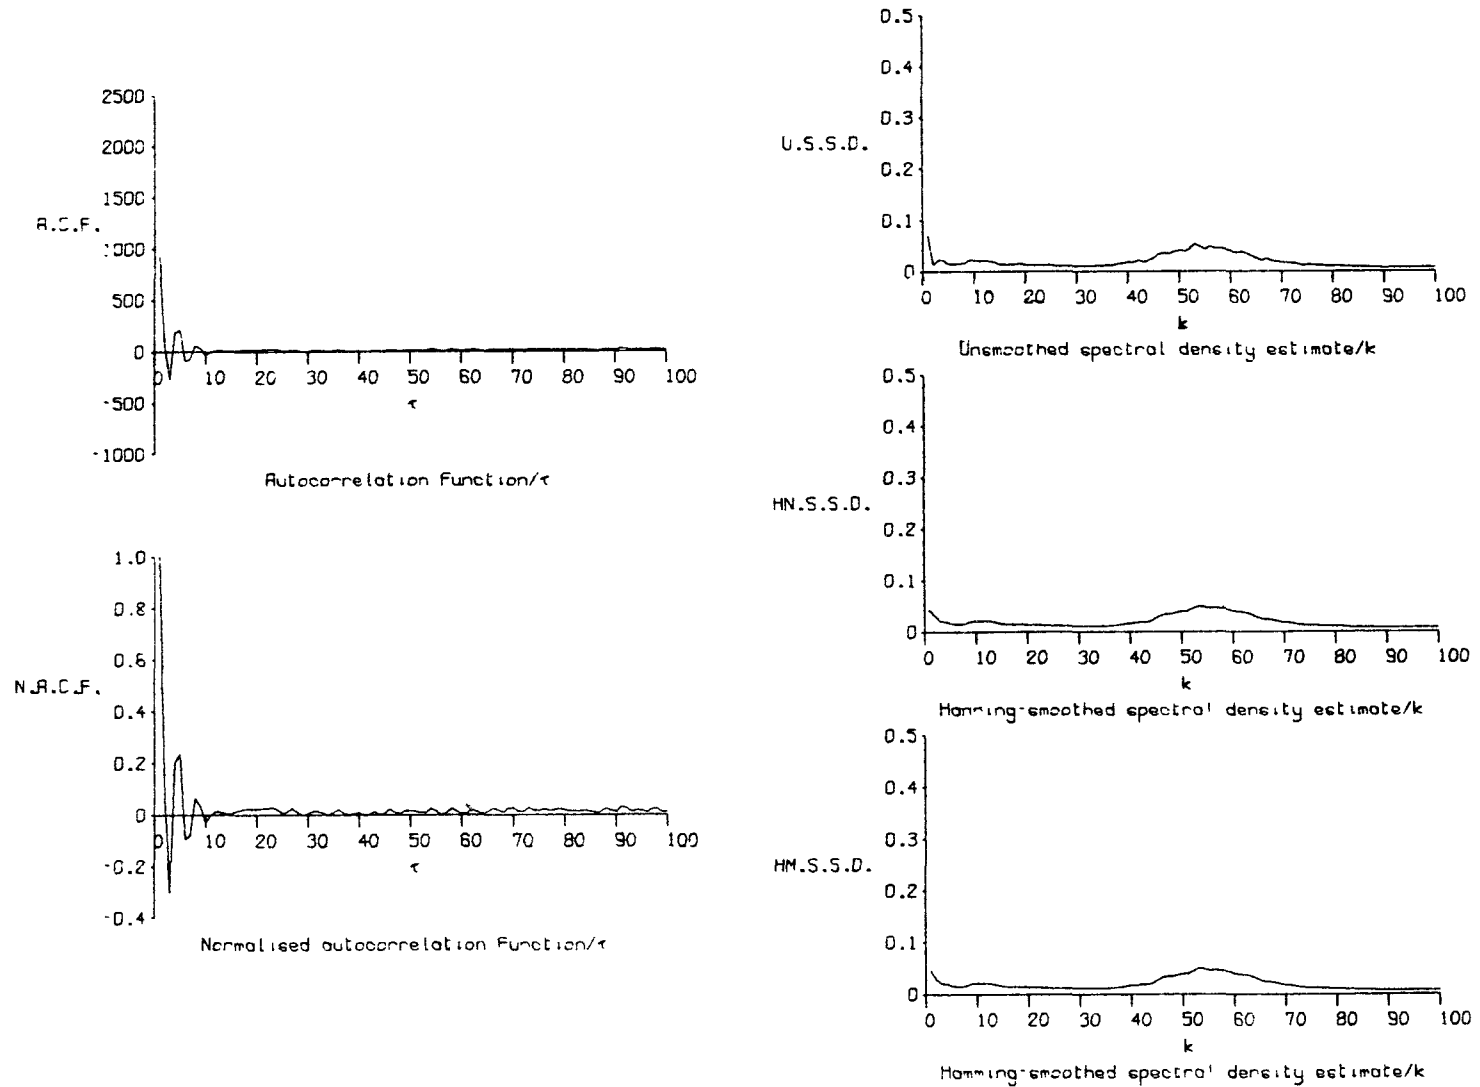 2500
2000
1500
A.C.F.
1000
500
0
0 10 20 30 40 50 60 70 80 90 100
-500
τ
-1000
Autocorrelation Function/τ
1.0
0.8
0.6
N.A.C.F.
0.4
0.2
0
0 10 20 30 40 50 60 70 80 90 100
-0.2
τ
-0.4
Normalised autocorrelation Function/τ
0.5
0.4
0.3
U.S.S.D.
0.2
0.1
0
0 10 20 30 40 50 60 70 80 90 100
k
Unsmoothed spectral density estimate/k
0.5
0.4
0.3
HN.S.S.D.
0.2
0.1
0
0 10 20 30 40 50 60 70 80 90 100
k
Hanning-smoothed spectral density estimate/k
0.5
0.4
0.3
HM.S.S.D.
0.2
0.1
0
0 10 20 30 40 50 60 70 80 90 100
k
Hamming-smoothed spectral density estimate/k